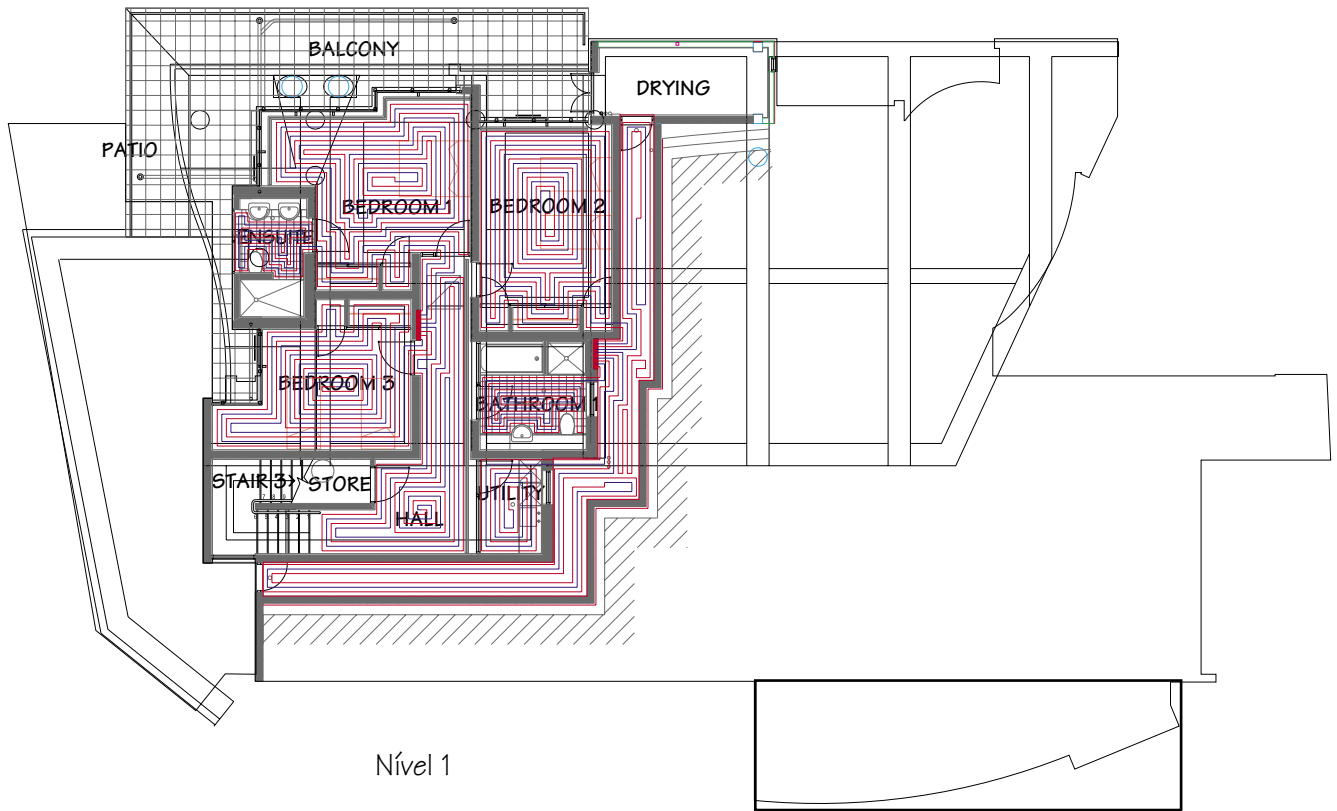 BALCONY
DRYING
PATIO
BEDROOM 1
BEDROOM 2
ENSUITE
BEDROOM 3
BATHROOM 1
STAIR 3
STORE
UTILITY
HALL
Nível 1